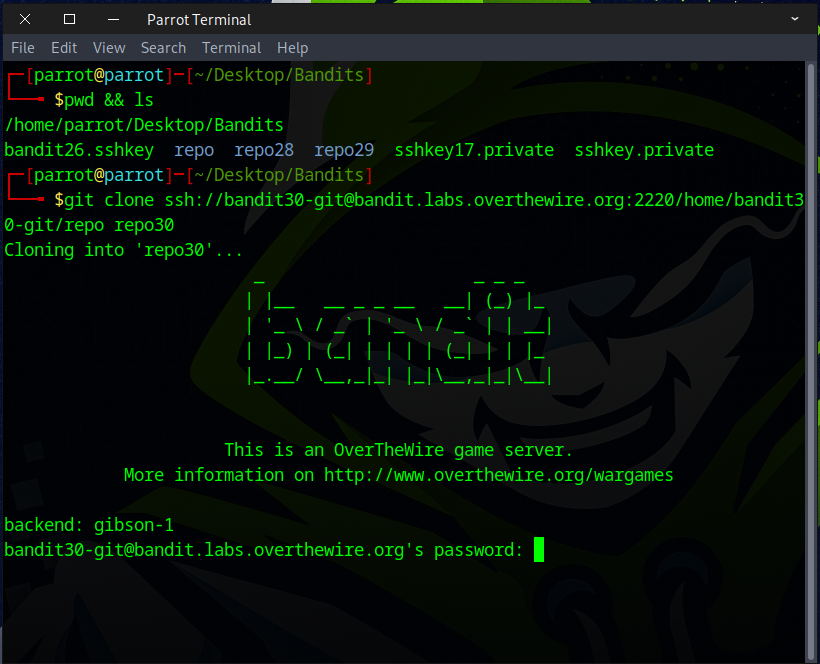 Parrot Terminal
File Edit View Search Terminal Help
┌─[parrot@parrot]─[~/Desktop/Bandits]
└──╼ $pwd && ls
/home/parrot/Desktop/Bandits
bandit26.sshkey  repo  repo28  repo29  sshkey17.private  sshkey.private
┌─[parrot@parrot]─[~/Desktop/Bandits]
└──╼ $git clone ssh://bandit30-git@bandit.labs.overthewire.org:2220/home/bandit3
0-git/repo repo30
Cloning into 'repo30'...
                         _                     _ _ _
                        | |__   __ _ _ __   __| (_) |_
                        | '_ \ / _` | '_ \ / _` | | __|
                        | |_) | (_| | | | | (_| | | |_
                        |_.__/ \__,_|_| |_|\__,_|_|\__|
This is an OverTheWire game server.
More information on http://www.overthewire.org/wargames
backend: gibson-1
bandit30-git@bandit.labs.overthewire.org's password: